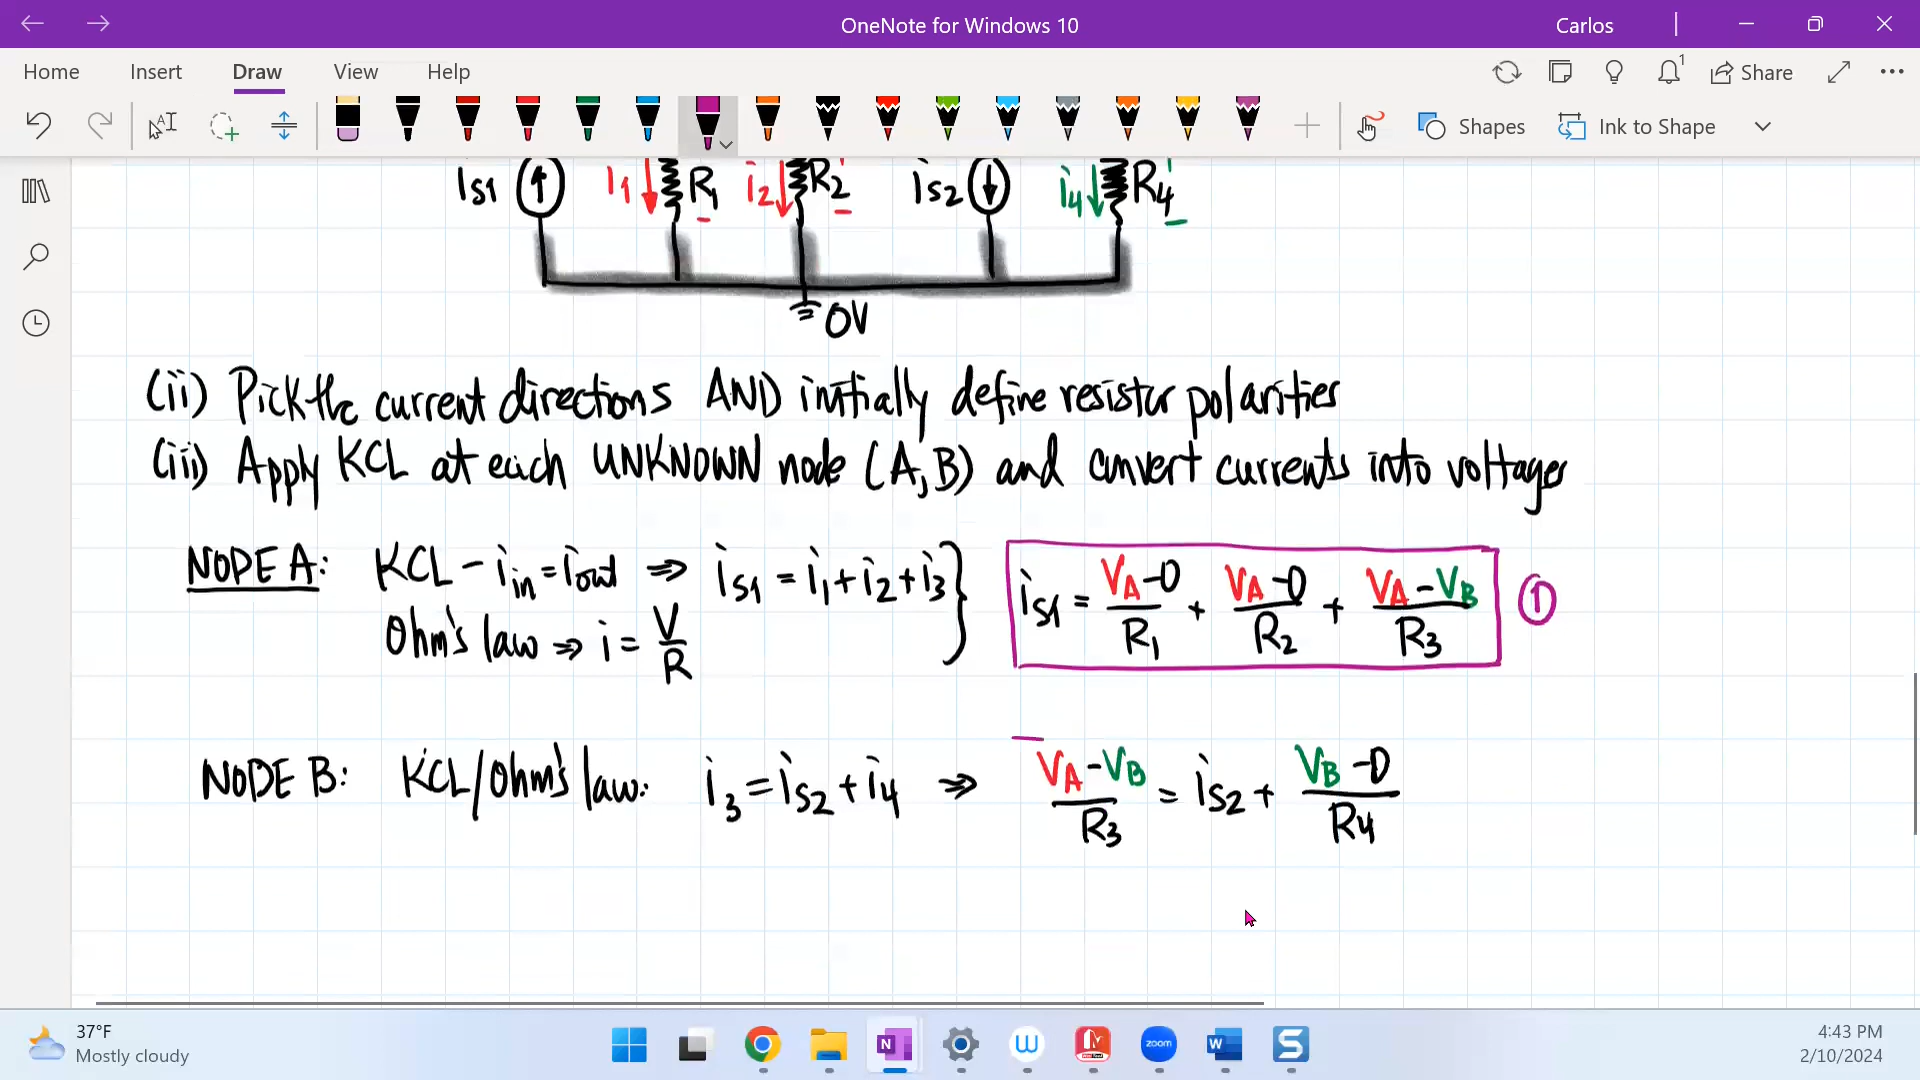 OneNote for Windows 10
Carlos
Home Insert Draw View Help
1
Share
Shapes
Ink to Shape
is1 i1 R1 i2 R2 is2 i4 R4
0V
(ii) Pick the current directions AND initially define resistor polarities
(iii) Apply KCL at each UNKNOWN node (A,B) and convert currents into voltages
NODE A: KCL - iin = iout ⇒ is1 = i1 + i2 + i3 }
Ohm's law ⇒ i = V/R
is1 = (VA - 0)/R1 + (VA - 0)/R2 + (VA - VB)/R3 ①
NODE B: KCL/Ohm's law: i3 = is2 + i4 ⇒ (VA - VB)/R3 = is2 + (VB - 0)/R4
37°F
Mostly cloudy
zoom
4:43 PM
2/10/2024